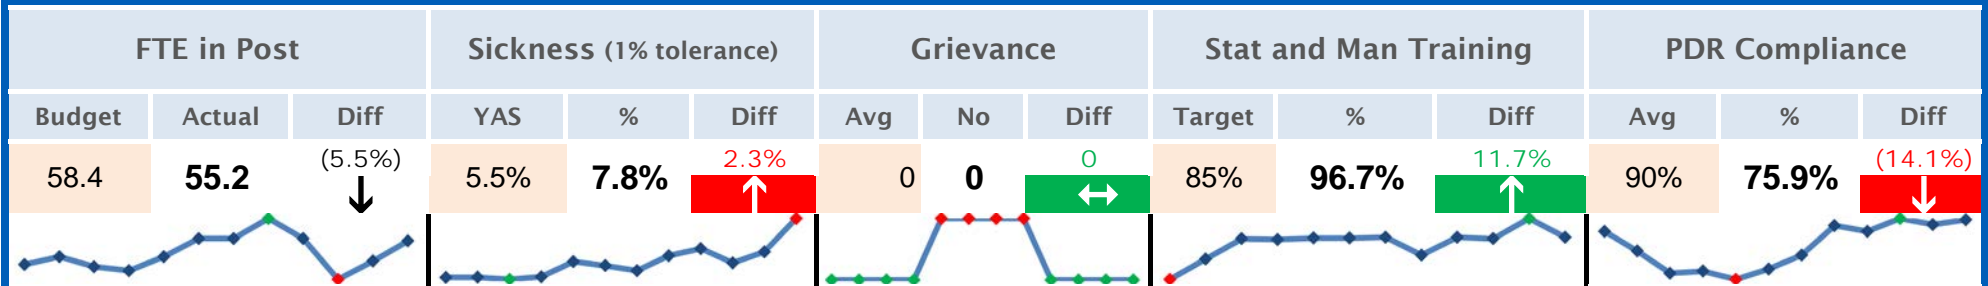 FTE in Post Sickness (1% tolerance) Grievance Stat and Man Training PDR Compliance
Budget Actual Diff YAS % Diff Avg No Diff Target % Diff Avg % Diff
58.4 55.2 (5.5%) 5.5% 7.8% 2.3% 0 0 0 85% 96.7% 11.7% 90% 75.9% (14.1%)